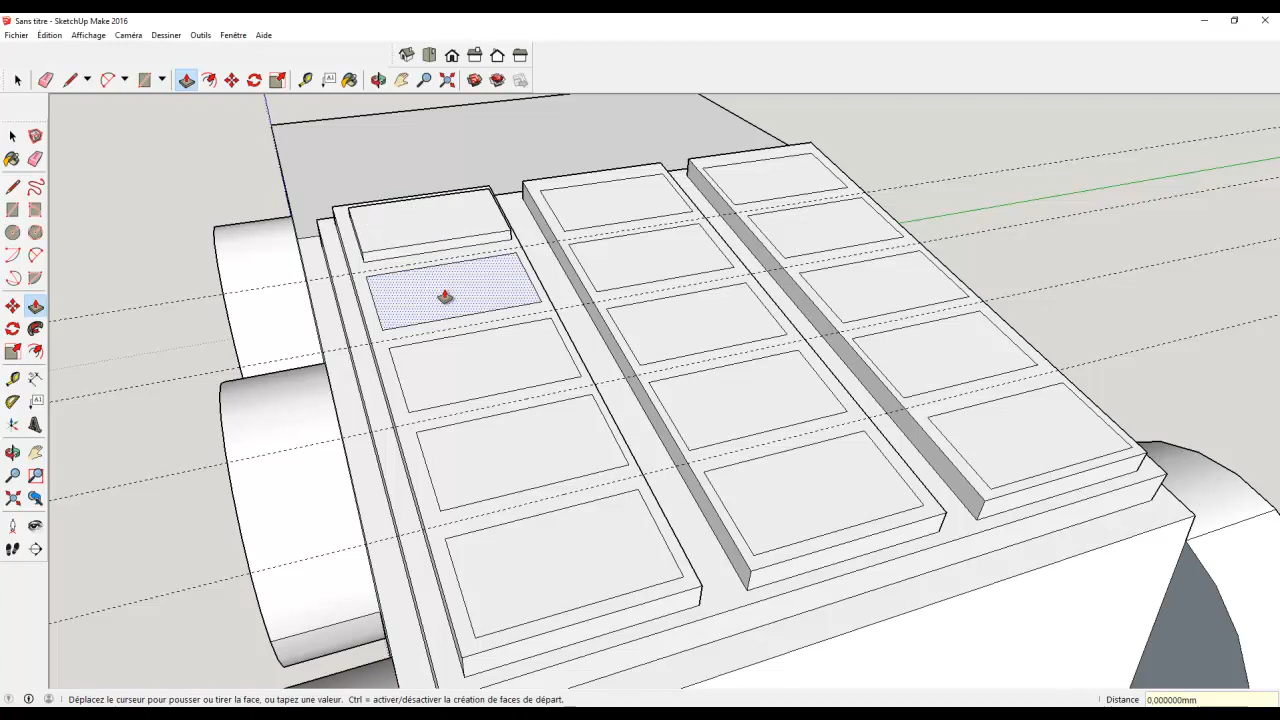 Sans titre - SketchUp Make 2016
Fichier Édition Affichage Caméra Dessiner Outils Fenêtre Aide
Déplacez le curseur pour pousser ou tirer la face, ou tapez une valeur. Ctrl = activer/désactiver la création de faces de départ. Distance 0,000000mm